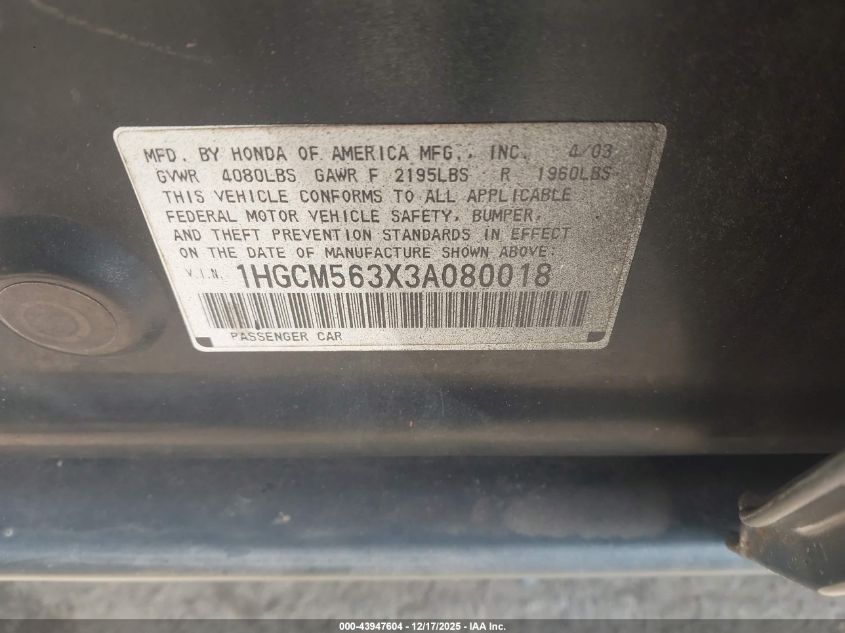 MFD. BY HONDA OF AMERICA MFG., INC. 4/03
GVWR 4080LBS GAWR F 2195LBS R 1960LBS
THIS VEHICLE CONFORMS TO ALL APPLICABLE
FEDERAL MOTOR VEHICLE SAFETY, BUMPER,
AND THEFT PREVENTION STANDARDS IN EFFECT
ON THE DATE OF MANUFACTURE SHOWN ABOVE.
V.I.N. 1HGCM563X3A080018
PASSENGER CAR
000-43947604 - 12/17/2025 - IAA Inc.